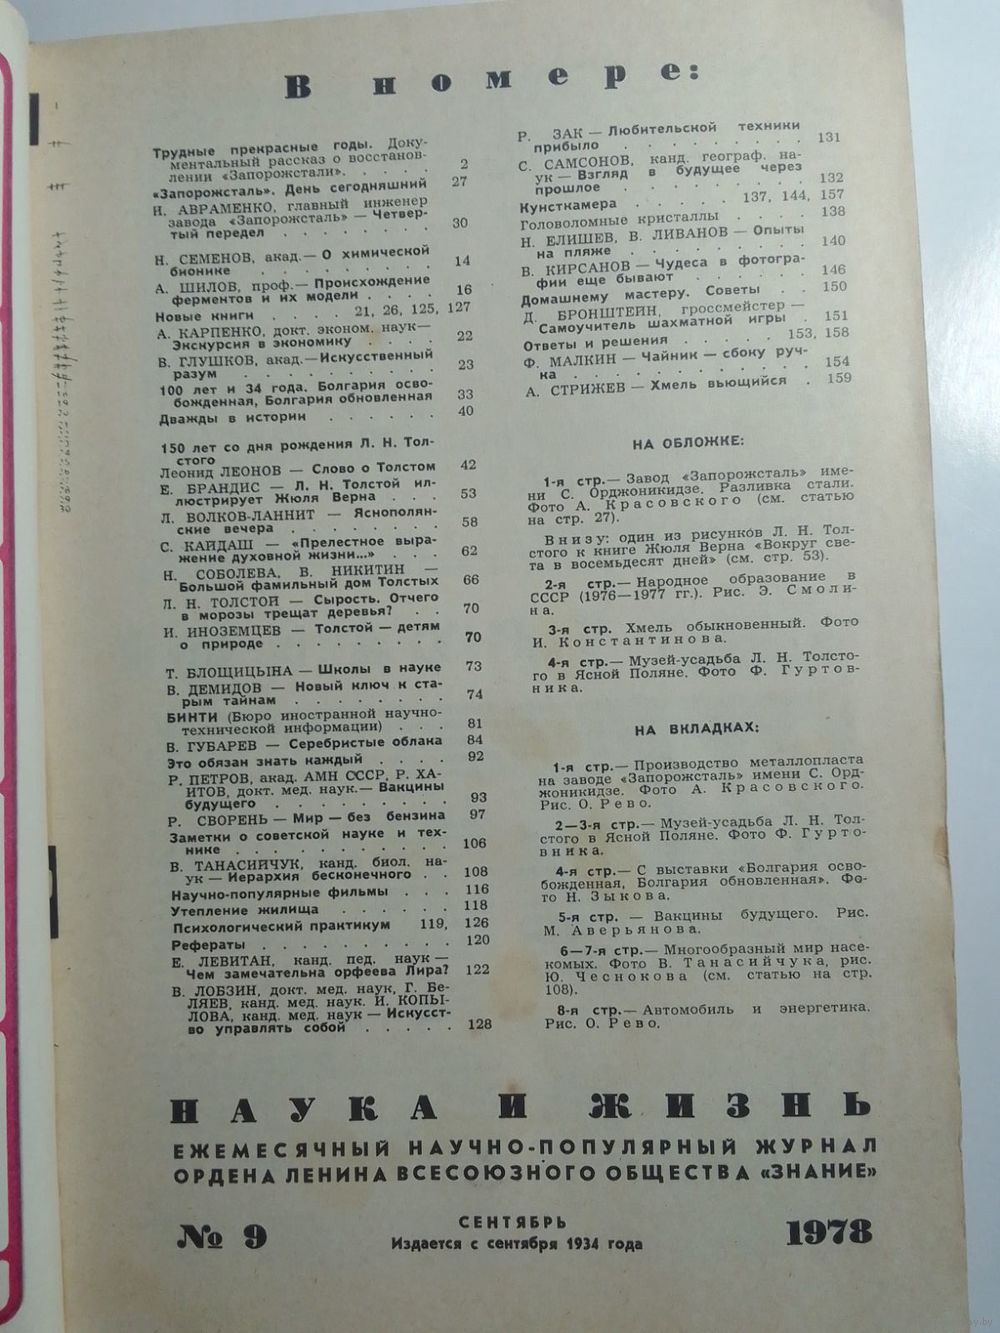 В номере:
Трудные прекрасные годы. Доку-
ментальный рассказ о восстанов-
лении «Запорожстали». . . . . 2
«Запорожсталь». День сегодняшний 27
И. АВРАМЕНКО, главный инженер
завода «Запорожсталь» — Четвер-
тый передел . . . . . . . . 30
Н. СЕМЕНОВ, акад.— О химической
бионике . . . . . . . . . 14
А. ШИЛОВ, проф.— Происхождение
ферментов и их модели . . . . 16
Новые книги . . . . 21, 26, 125, 127
А. КАРПЕНКО, докт. эконом. наук—
Экскурсия в экономику . . . . 22
В. ГЛУШКОВ, акад.—Искусственный
разум . . . . . . . . . . 23
100 лет и 34 года. Болгария осво-
божденная, Болгария обновленная 33
Дважды в истории . . . . . . 40
150 лет со дня рождения Л. Н. Тол-
стого
Леонид ЛЕОНОВ — Слово о Толстом 42
Е. БРАНДИС — Л. Н. Толстой ил-
люстрирует Жюля Верна . . . 53
Л. ВОЛКОВ-ЛАННИТ — Яснополян-
ские вечера . . . . . . . . 58
С. КАЙДАШ — «Прелестное выра-
жение духовной жизни...» . . . 62
Н. СОБОЛЕВА, В. НИКИТИН —
Большой фамильный дом Толстых 66
Л. Н. ТОЛСТОЙ — Сырость. Отчего
в морозы трещат деревья? . . 70
И. ИНОЗЕМЦЕВ — Толстой — детям
о природе . . . . . . . . . 70
Т. БЛОЩИЦЫНА — Школы в науке 73
В. ДЕМИДОВ — Новый ключ к ста-
рым тайнам . . . . . . . . 74
БИНТИ (Бюро иностранной научно-
технической информации) . . . 81
В. ГУБАРЕВ — Серебристые облака 84
Это обязан знать каждый . . . . 92
Р. ПЕТРОВ, акад. АМН СССР, Р. ХА-
ИТОВ, докт. мед. наук.— Вакцины
будущего . . . . . . . . . 93
Р. СВОРЕНЬ — Мир — без бензина 97
Заметки о советской науке и тех-
нике . . . . . . . . . . 106
В. ТАНАСИЙЧУК, канд. биол. на-
ук — Иерархия бесконечного . . 108
Научно-популярные фильмы . . . 116
Утепление жилища . . . . . . 118
Психологический практикум 119, 126
Рефераты . . . . . . . . . 120
Е. ЛЕВИТАН, канд. пед. наук —
Чем замечательна орфеева Лира? 122
В. ЛОБЗИН, докт. мед. наук, Г. Бе-
ЛЯЕВ, канд. мед. наук. И. КОПЫ-
ЛОВА, канд. мед. наук — Искусст-
во управлять собой . . . . . 128
Р. ЗАК — Любительской техники
прибыло . . . . . . . . . 131
С. САМСОНОВ, канд. географ. на-
ук — Взгляд в будущее через
прошлое . . . . . . . . . 132
Кунсткамера . . . . . 137, 144, 157
Головоломные кристаллы . . . . 138
Н. ЕЛИШЕВ, В. ЛИВАНОВ — Опыты
на пляже . . . . . . . . . 140
В. КИРСАНОВ — Чудеса в фотогра-
фии еще бывают . . . . . . 146
Домашнему мастеру. Советы . . 150
Д. БРОНШТЕЙН, гроссмейстер —
Самоучитель шахматной игры . 151
Ответы и решения . . . . . 153, 158
Ф. МАЛКИН — Чайник — сбоку руч-
ка . . . . . . . . . . . 154
А. СТРИЖЕВ — Хмель вьющийся . 159
НА ОБЛОЖКЕ:
1-я стр.— Завод «Запорожсталь» име-
ни С. Орджоникидзе. Разливка стали.
Фото А. Красовского (см. статью
на стр. 27).
Внизу: один из рисунков Л. Н. Тол-
стого к книге Жюля Верна «Вокруг све-
та в восемьдесят дней» (см. стр. 53).
2-я стр.— Народное образование в
СССР (1976—1977 гг.). Рис. Э. Смоли-
на.
3-я стр. Хмель обыкновенный. Фото
И. Константинова.
4-я стр.— Музей-усадьба Л. Н. Толсто-
го в Ясной Поляне. Фото Ф. Гуртов-
ника.
НА ВКЛАДКАХ:
1-я стр.— Производство металлопласта
на заводе «Запорожсталь» имени С. Орд-
жоникидзе. Фото А. Красовского.
Рис. О. Рево.
2—3-я стр.— Музей-усадьба Л. Н. Тол-
стого в Ясной Поляне. Фото Ф. Гурто-
вника.
4-я стр.— С выставки «Болгария осво-
божденная, Болгария обновленная». Фо-
то Н. Зыкова.
5-я стр. — Вакцины будущего. Рис.
М. Аверьянова.
6—7-я стр.— Многообразный мир насе-
комых. Фото В. Танасийчука, рис.
Ю. Чеснокова (см. статью на стр.
108).
8-я стр.— Автомобиль и энергетика.
Рис. О. Рево.
НАУКА И ЖИЗНЬ
ЕЖЕМЕСЯЧНЫЙ НАУЧНО-ПОПУЛЯРНЫЙ ЖУРНАЛ
ОРДЕНА ЛЕНИНА ВСЕСОЮЗНОГО ОБЩЕСТВА «ЗНАНИЕ»
№ 9
СЕНТЯБРЬ
Издается с сентября 1934 года
1978